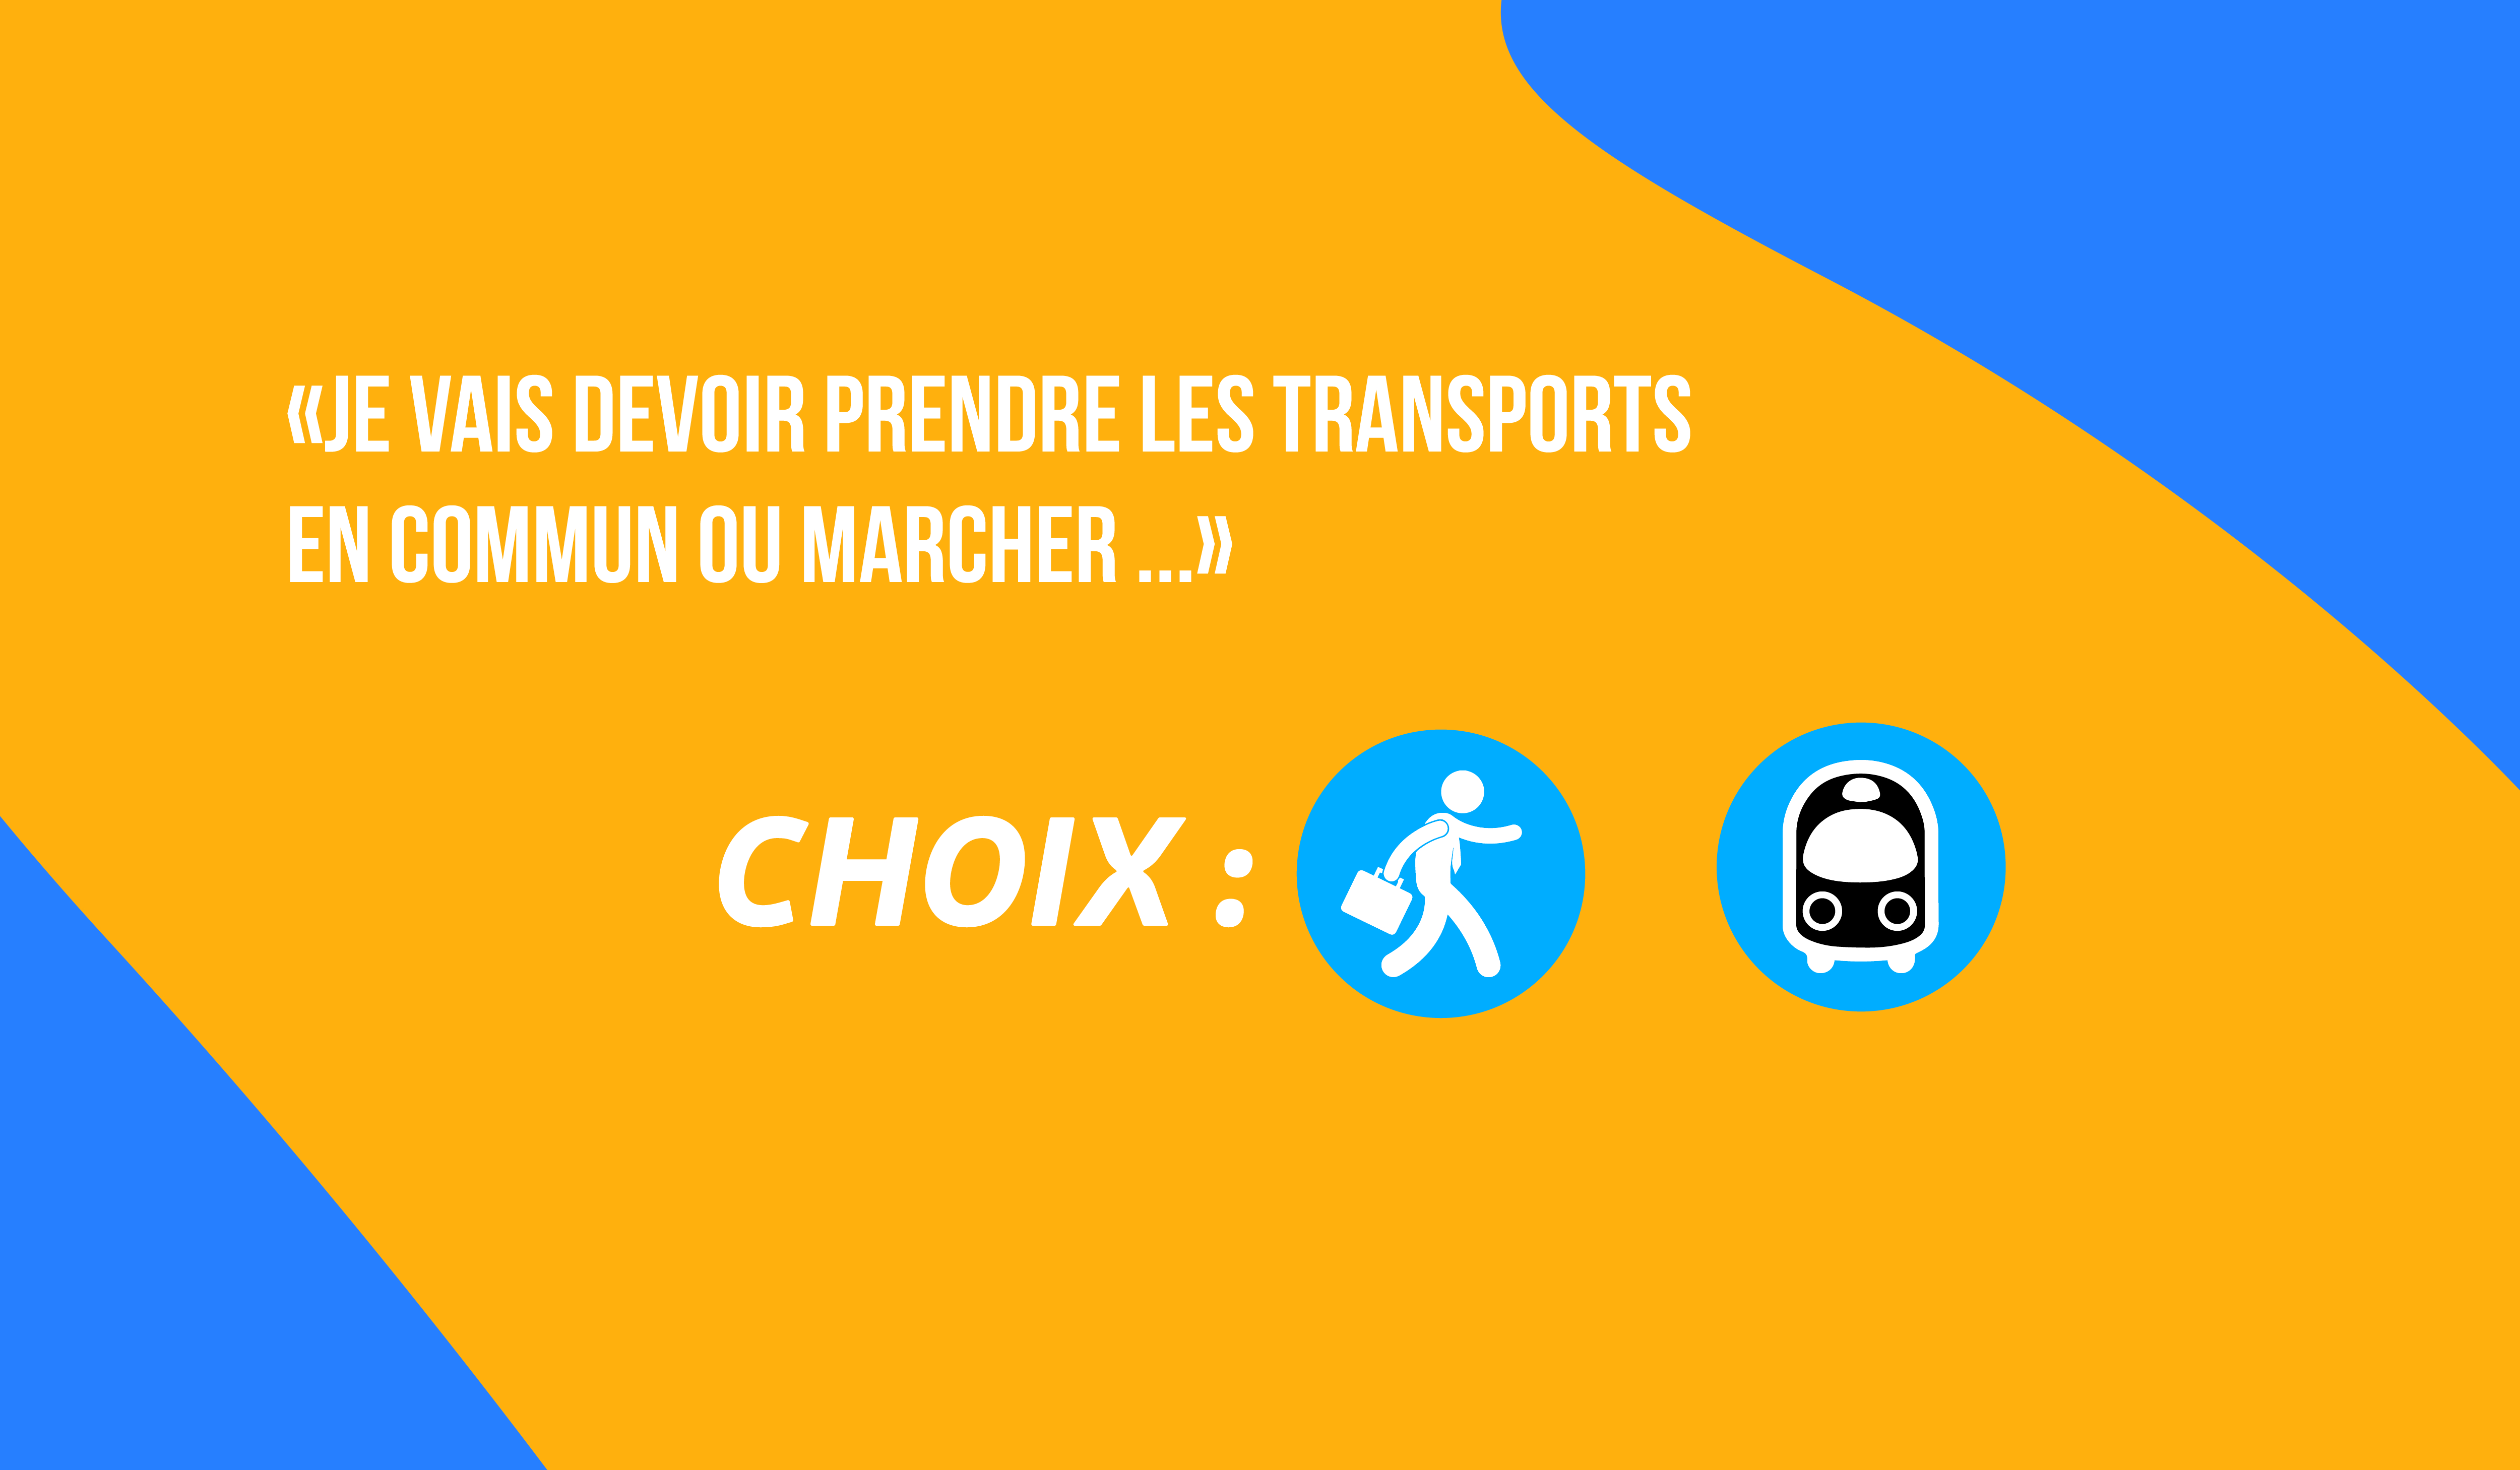 «JE VAIS DEVOIR PRENDRE LES TRANSPORTS
EN COMMUN OU MARCHER ...»
CHOIX :